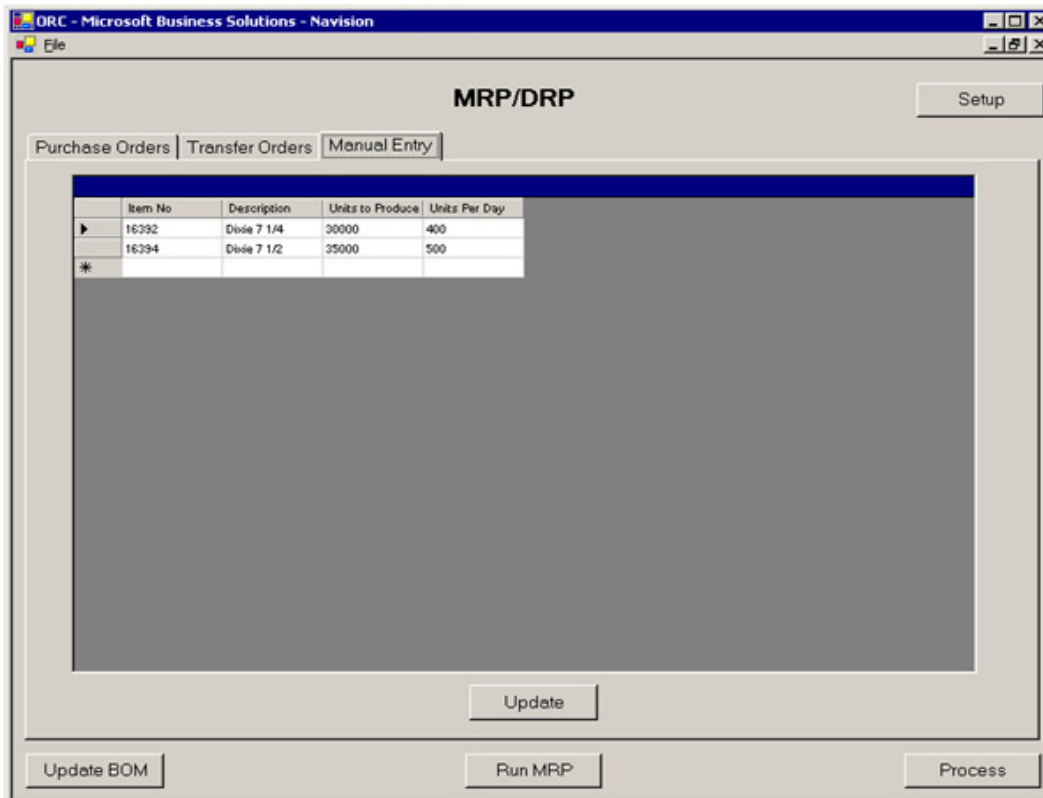 ORC - Microsoft Business Solutions - Navision
File
MRP/DRP
Setup
Purchase Orders Transfer Orders Manual Entry
Item No Description Units to Produce Units Per Day
16392 Dixie 7 1/4 30000 400
16394 Dixie 7 1/2 35000 500
Update
Update BOM Run MRP Process